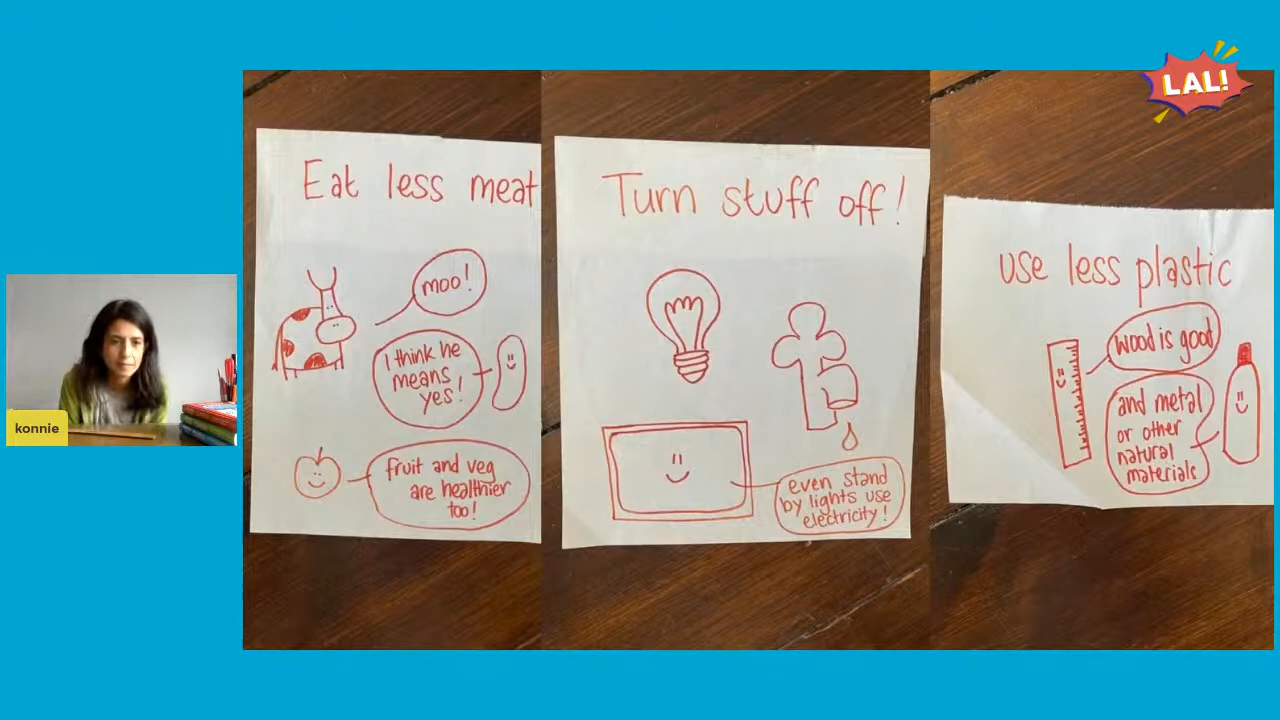 LAL!
Eat less meat
moo!
I think he
means
yes!
fruit and veg
are healthier
too!
Turn stuff off!
even stand
by lights use
electricity!
use less plastic
wood is good
and metal
or other
natural
materials
konnie